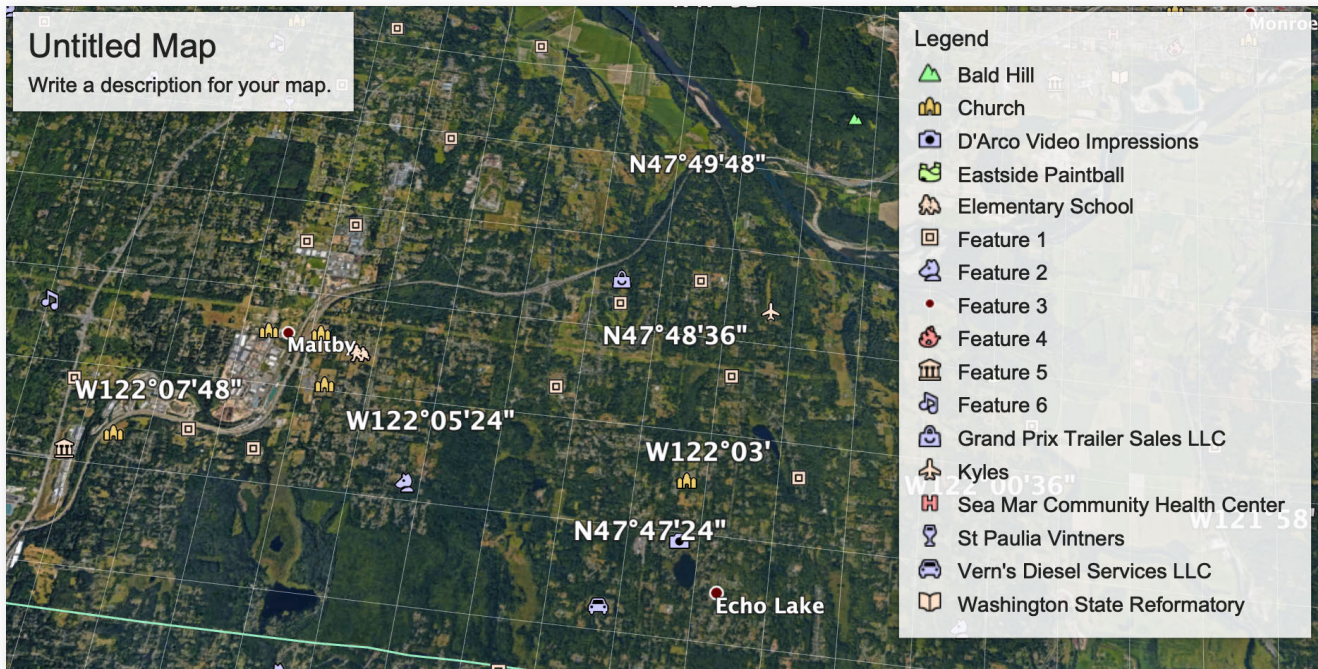 Untitled Map
Write a description for your map.
Monroe
N47°49'48"
N47°48'36"
Maltby
W122°07'48"
W122°05'24"
W122°03'
W122°00'36"
W121°58'
N47°47'24"
Echo Lake
Legend
Bald Hill
Church
D'Arco Video Impressions
Eastside Paintball
Elementary School
Feature 1
Feature 2
Feature 3
Feature 4
Feature 5
Feature 6
Grand Prix Trailer Sales LLC
Kyles
Sea Mar Community Health Center
St Paulia Vintners
Vern's Diesel Services LLC
Washington State Reformatory